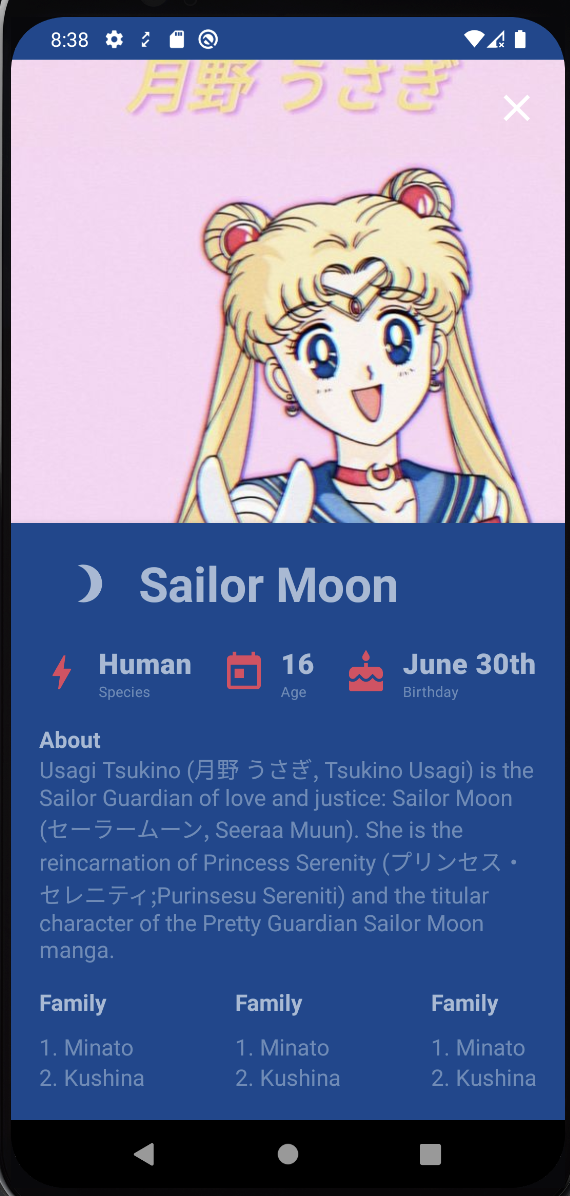 8:38
月野 うさぎ
Sailor Moon
Human 16 June 30th
Species Age Birthday
About
Usagi Tsukino (月野 うさぎ, Tsukino Usagi) is the
Sailor Guardian of love and justice: Sailor Moon
(セーラームーン, Seeraa Muun). She is the
reincarnation of Princess Serenity (プリンセス・
セレニティ;Purinsesu Sereniti) and the titular
character of the Pretty Guardian Sailor Moon
manga.
Family Family Family
1. Minato 1. Minato 1. Minato
2. Kushina 2. Kushina 2. Kushina